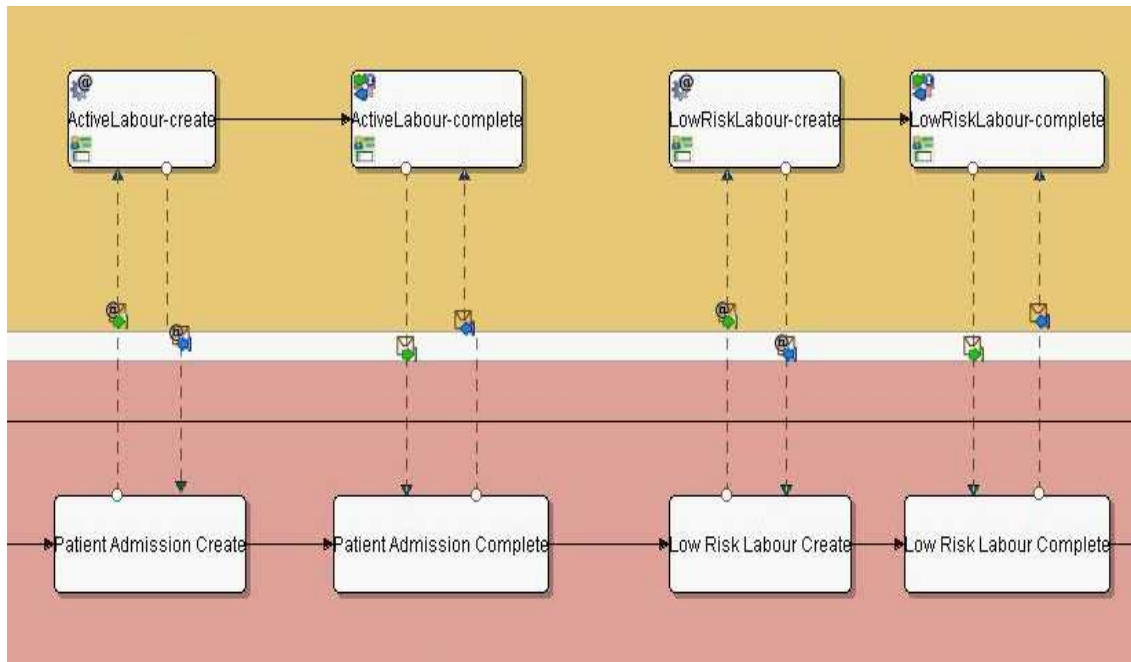 ActiveLabour-create
ActiveLabour-complete
LowRiskLabour-create
LowRiskLabour-complete
Patient Admission Create
Patient Admission Complete
Low Risk Labour Create
Low Risk Labour Complete